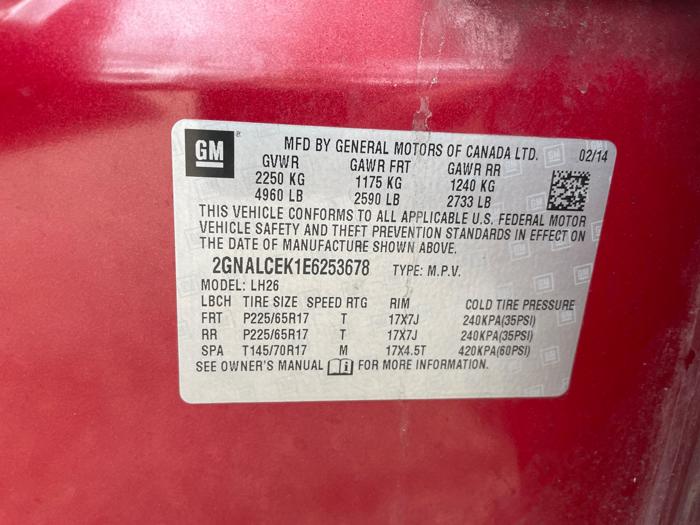 GM
MFD BY GENERAL MOTORS OF CANADA LTD. 02/14
GVWR GAWR FRT GAWR RR
2250 KG 1175 KG 1240 KG
4960 LB 2590 LB 2733 LB
THIS VEHICLE CONFORMS TO ALL APPLICABLE U.S. FEDERAL MOTOR
VEHICLE SAFETY AND THEFT PREVENTION STANDARDS IN EFFECT ON
THE DATE OF MANUFACTURE SHOWN ABOVE.
2GNALCEK1E6253678 TYPE: M.P.V.
MODEL: LH26
LBCH TIRE SIZE SPEED RTG RIM COLD TIRE PRESSURE
FRT P225/65R17 T 17X7J 240KPA(35PSI)
RR P225/65R17 T 17X7J 240KPA(35PSI)
SPA T145/70R17 M 17X4.5T 420KPA(60PSI)
SEE OWNER'S MANUAL i FOR MORE INFORMATION.